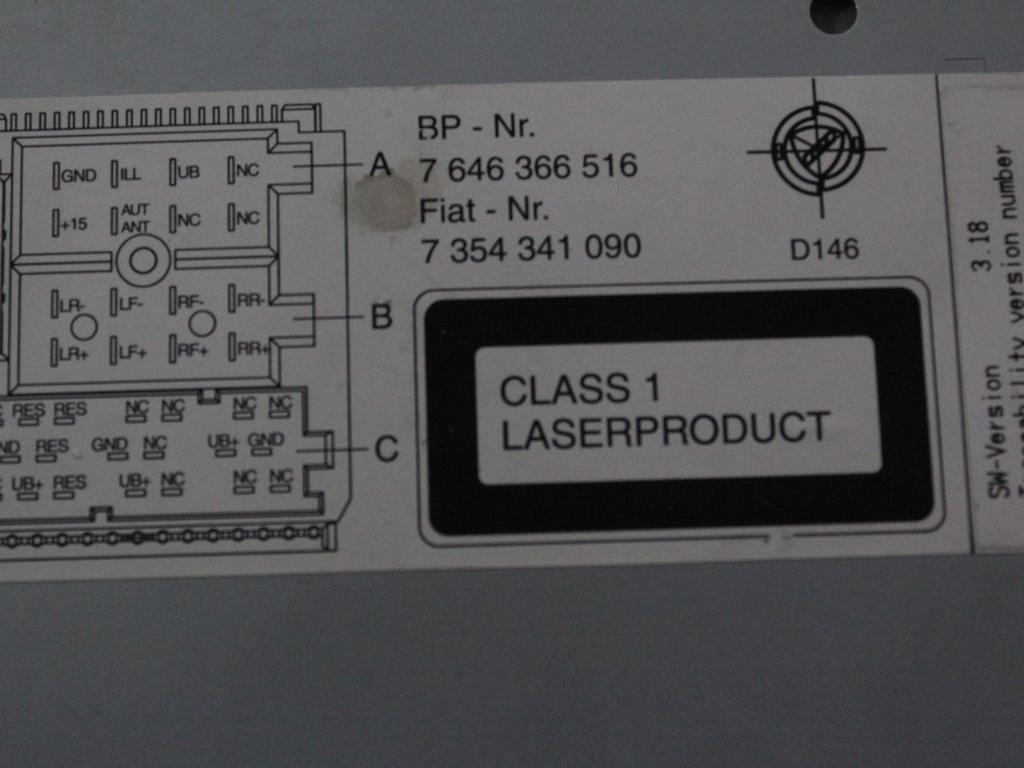 GND ILL UB NC
A
+15 AUT ANT NC NC
LR- LF- RF- RR-
B
LR+ LF+ RF+ RR+
RES RES NC NC NC NC
RES GND NC UB+ GND
C
UB+ RES UB+ NC NC NC
BP - Nr.
7 646 366 516
Fiat - Nr.
7 354 341 090
D146
CLASS 1
LASERPRODUCT
3.18
SW-Version
version number